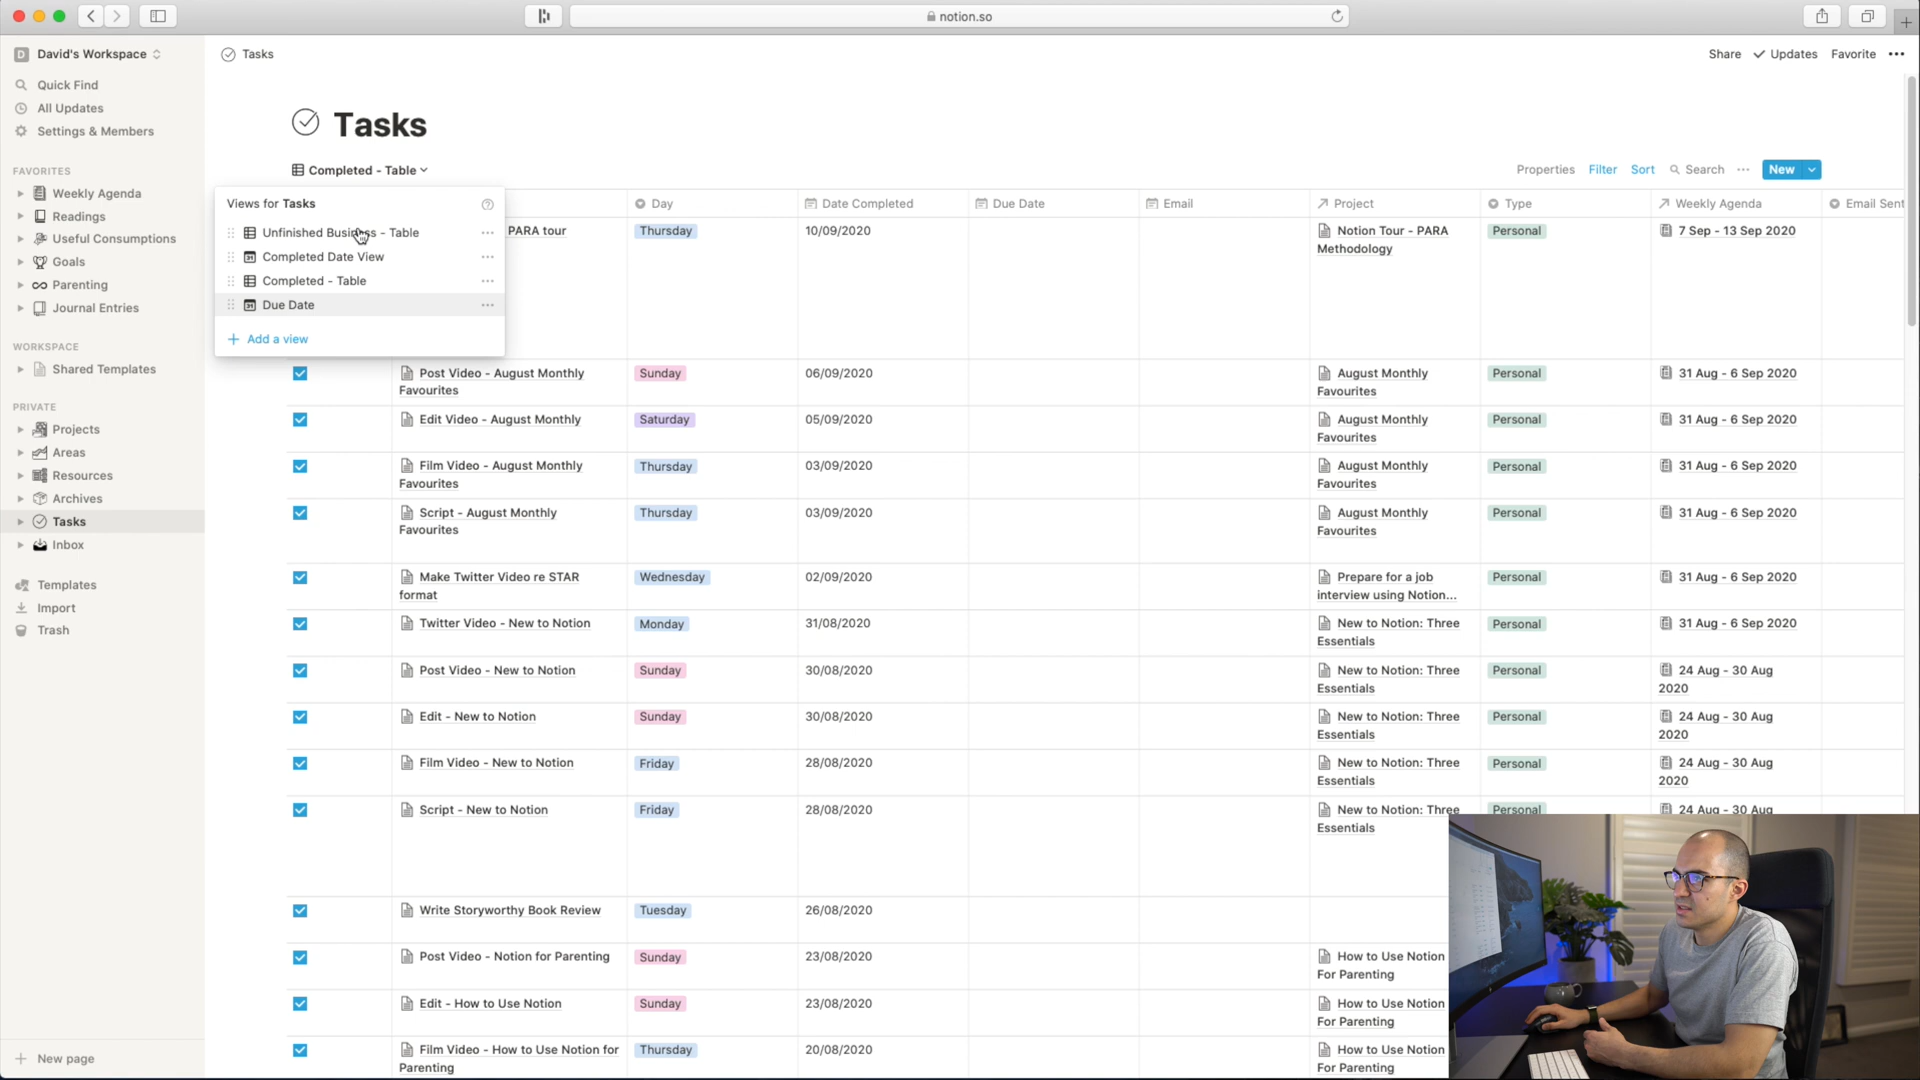 notion.so
David's Workspace
Quick Find
All Updates
Settings & Members
FAVORITES
Weekly Agenda
Readings
Useful Consumptions
Goals
Parenting
Journal Entries
WORKSPACE
Shared Templates
PRIVATE
Projects
Areas
Resources
Archives
Tasks
Inbox
Templates
Import
Trash
New page
Tasks
Share Updates Favorite
Tasks
Completed - Table
Properties Filter Sort Search New
Views for Tasks
Unfinished Business - Table
Completed Date View
Completed - Table
Due Date
Add a view
Day Date Completed Due Date Email Project Type Weekly Agenda Email Sent
PARA tour Thursday 10/09/2020 Notion Tour - PARA Personal 7 Sep - 13 Sep 2020
Methodology
Post Video - August Monthly Sunday 06/09/2020 August Monthly Personal 31 Aug - 6 Sep 2020
Favourites Favourites
Edit Video - August Monthly Saturday 05/09/2020 August Monthly Personal 31 Aug - 6 Sep 2020
Favourites
Film Video - August Monthly Thursday 03/09/2020 August Monthly Personal 31 Aug - 6 Sep 2020
Favourites Favourites
Script - August Monthly Thursday 03/09/2020 August Monthly Personal 31 Aug - 6 Sep 2020
Favourites Favourites
Make Twitter Video re STAR Wednesday 02/09/2020 Prepare for a job Personal 31 Aug - 6 Sep 2020
format interview using Notion...
Twitter Video - New to Notion Monday 31/08/2020 New to Notion: Three Personal 31 Aug - 6 Sep 2020
Essentials
Post Video - New to Notion Sunday 30/08/2020 New to Notion: Three Personal 24 Aug - 30 Aug
Essentials 2020
Edit - New to Notion Sunday 30/08/2020 New to Notion: Three Personal 24 Aug - 30 Aug
Essentials 2020
Film Video - New to Notion Friday 28/08/2020 New to Notion: Three Personal 24 Aug - 30 Aug
Essentials 2020
Script - New to Notion Friday 28/08/2020 New to Notion: Three Personal 24 Aug - 30 Aug
Essentials
Write Storyworthy Book Review Tuesday 26/08/2020
Post Video - Notion for Parenting Sunday 23/08/2020 How to Use Notion
For Parenting
Edit - How to Use Notion Sunday 23/08/2020 How to Use Notion
For Parenting
Film Video - How to Use Notion for Thursday 20/08/2020 How to Use Notion
Parenting For Parenting